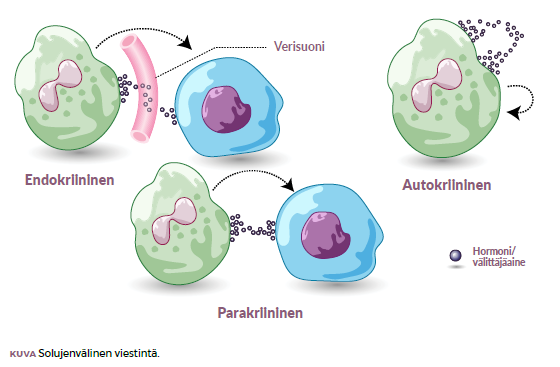 Verisuoni
Endokriininen
Autokriininen
Hormoni/
välittäjäaine
Parakriininen
KUVA Solujenvälinen viestintä.